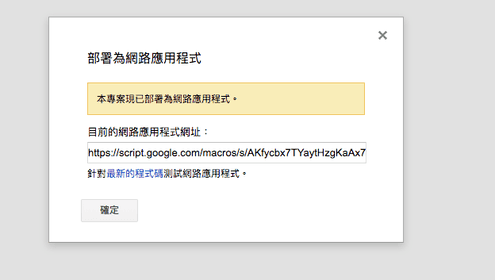 部署為網路應用程式
本專案現已部署為網路應用程式。
目前的網路應用程式網址：
https://script.google.com/macros/s/AKfycbx7TYaytHzgKaAx7
針對最新的程式碼測試網路應用程式。
確定